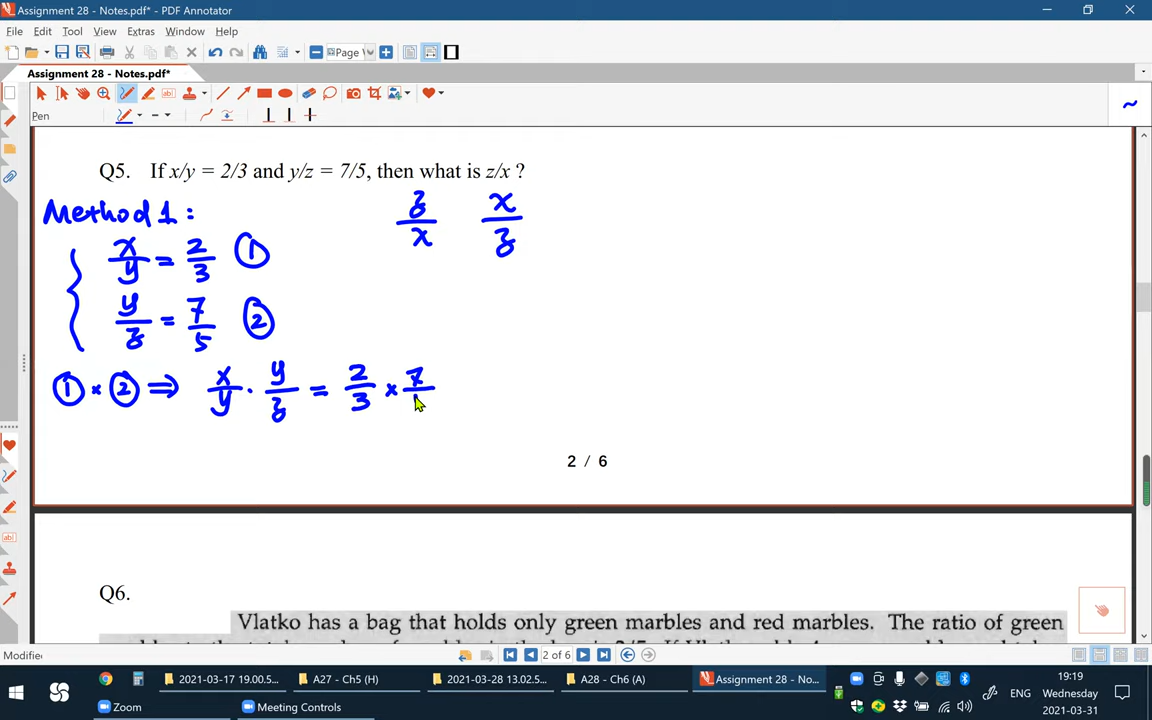 Assignment 28 - Notes.pdf* - PDF Annotator
File Edit Tool View Extras Window Help
Page
Assignment 28 - Notes.pdf*
Pen
Q5. If x/y = 2/3 and y/z = 7/5, then what is z/x ?
Method 1:
z/x x/z
x/y = 2/3 ①
y/z = 7/5 ②
① × ② ⇒ x/y · y/z = 2/3 × 7/
2 / 6
Q6.
Vlatko has a bag that holds only green marbles and red marbles. The ratio of green
Modifie
2 of 6
2021-03-17 19.00.5...
A27 - Ch5 (H)
2021-03-28 13.02.5...
A28 - Ch6 (A)
Assignment 28 - No...
Zoom
Meeting Controls
ENG
19:19
Wednesday
2021-03-31